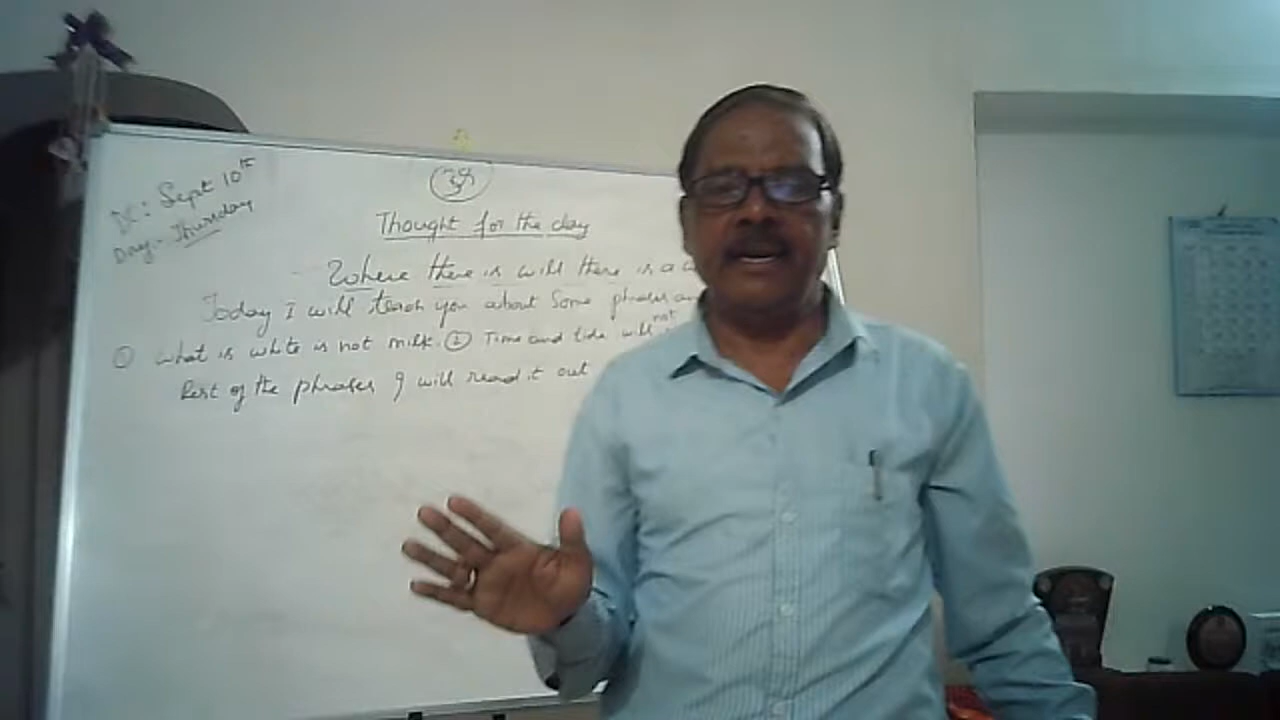 Dt: Sept 10th
Day:- Thursday
Thought for the day
Where there is will there is a
Today I will teach you about some phrases
① What is white is not milk. ② Time and tide will not
Rest of the phrases I will read it out